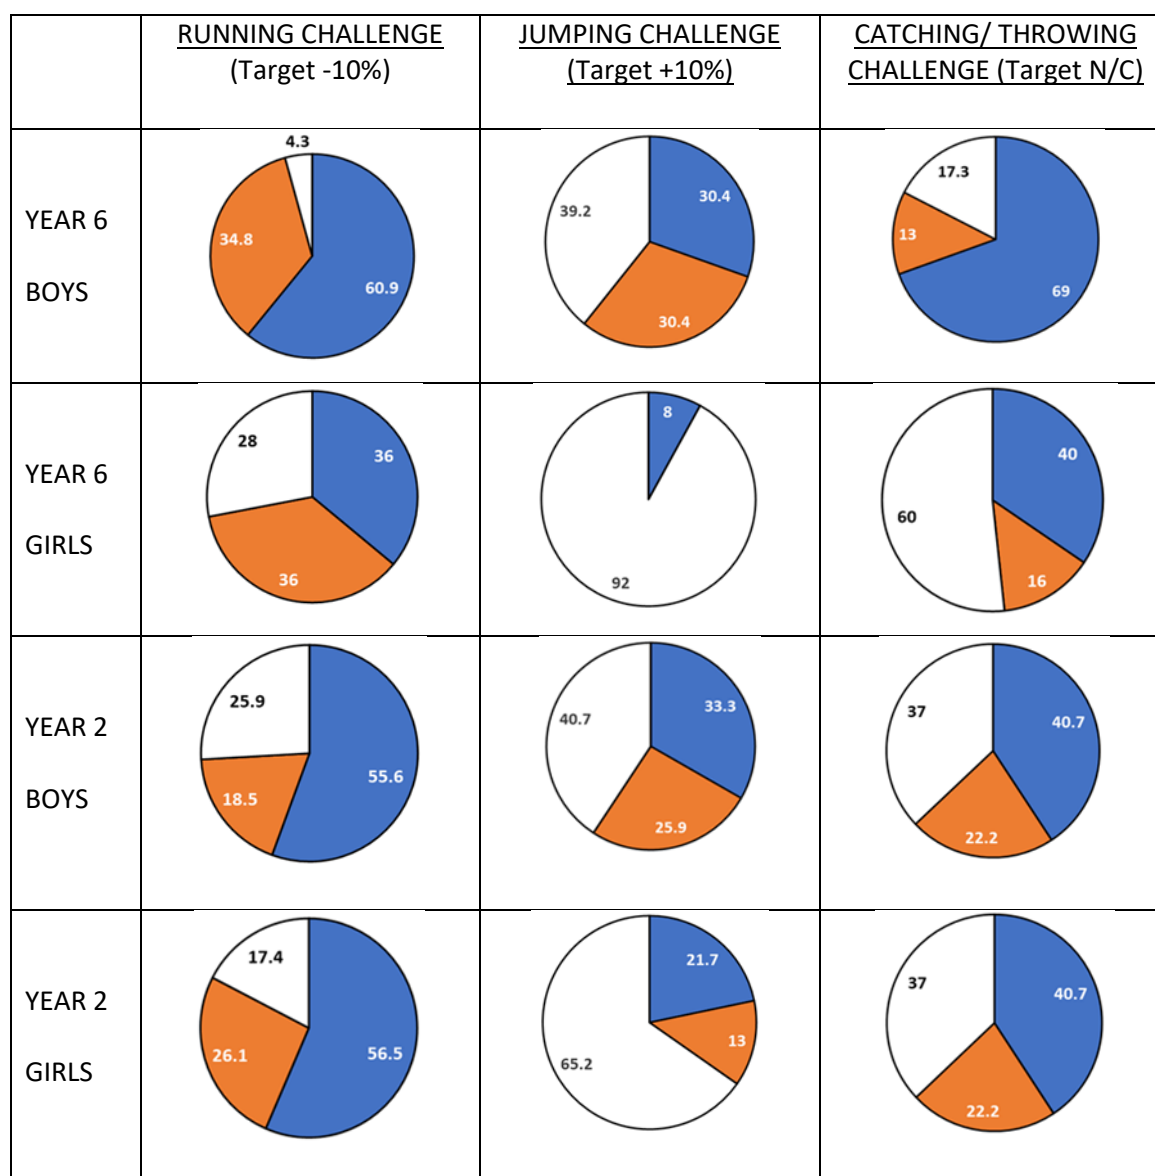 RUNNING CHALLENGE
(Target -10%)
JUMPING CHALLENGE
(Target +10%)
CATCHING/ THROWING
CHALLENGE (Target N/C)
YEAR 6
BOYS
4.3
34.8
60.9
39.2
30.4
30.4
17.3
13
69
YEAR 6
GIRLS
28
36
36
8
92
40
60
16
YEAR 2
BOYS
25.9
18.5
55.6
40.7
33.3
25.9
37
40.7
22.2
YEAR 2
GIRLS
17.4
26.1
56.5
21.7
13
65.2
37
40.7
22.2